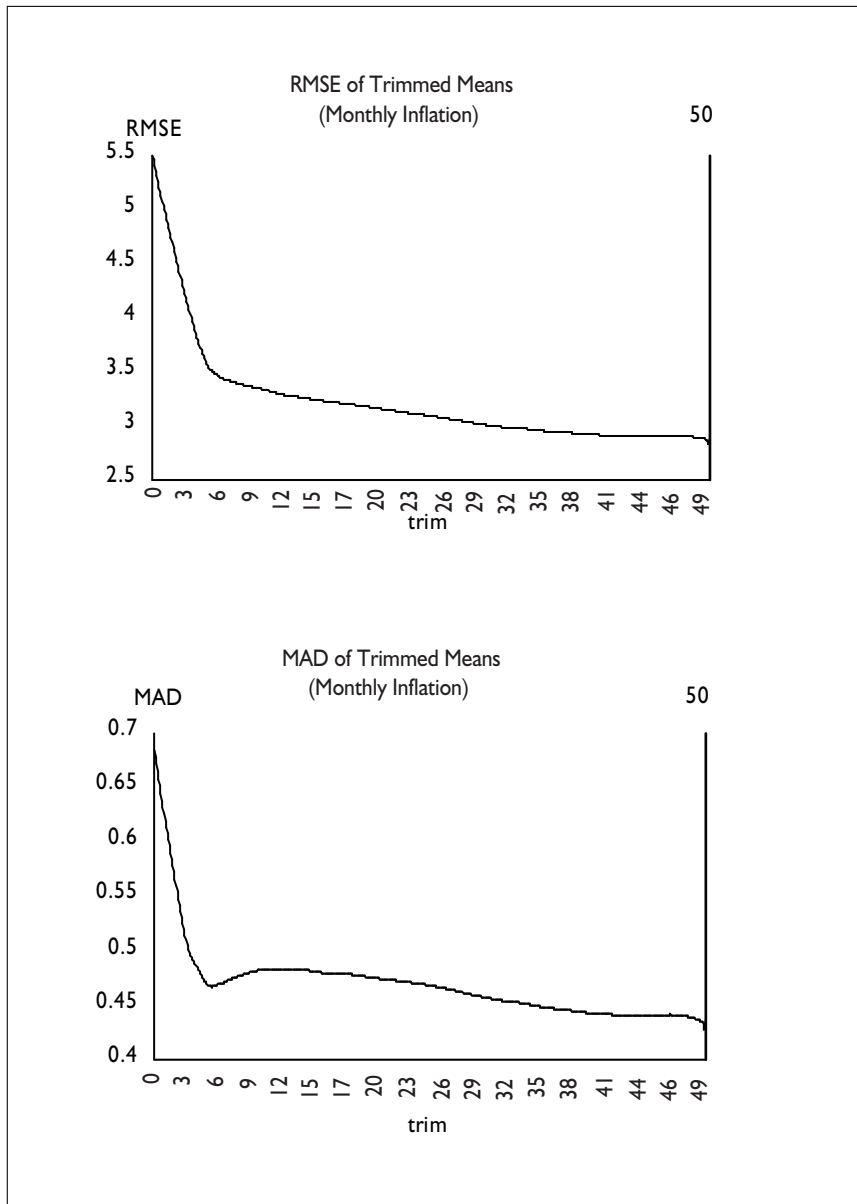 RMSE of Trimmed Means
(Monthly Inflation)
RMSE
50
5.5
5
4.5
4
3.5
3
2.5
0 3 6 9 12 15 17 20 23 26 29 32 35 38 41 44 46 49
trim
MAD of Trimmed Means
(Monthly Inflation)
MAD
50
0.7
0.65
0.6
0.55
0.5
0.45
0.4
0 3 6 9 12 15 17 20 23 26 29 32 35 38 41 44 46 49
trim